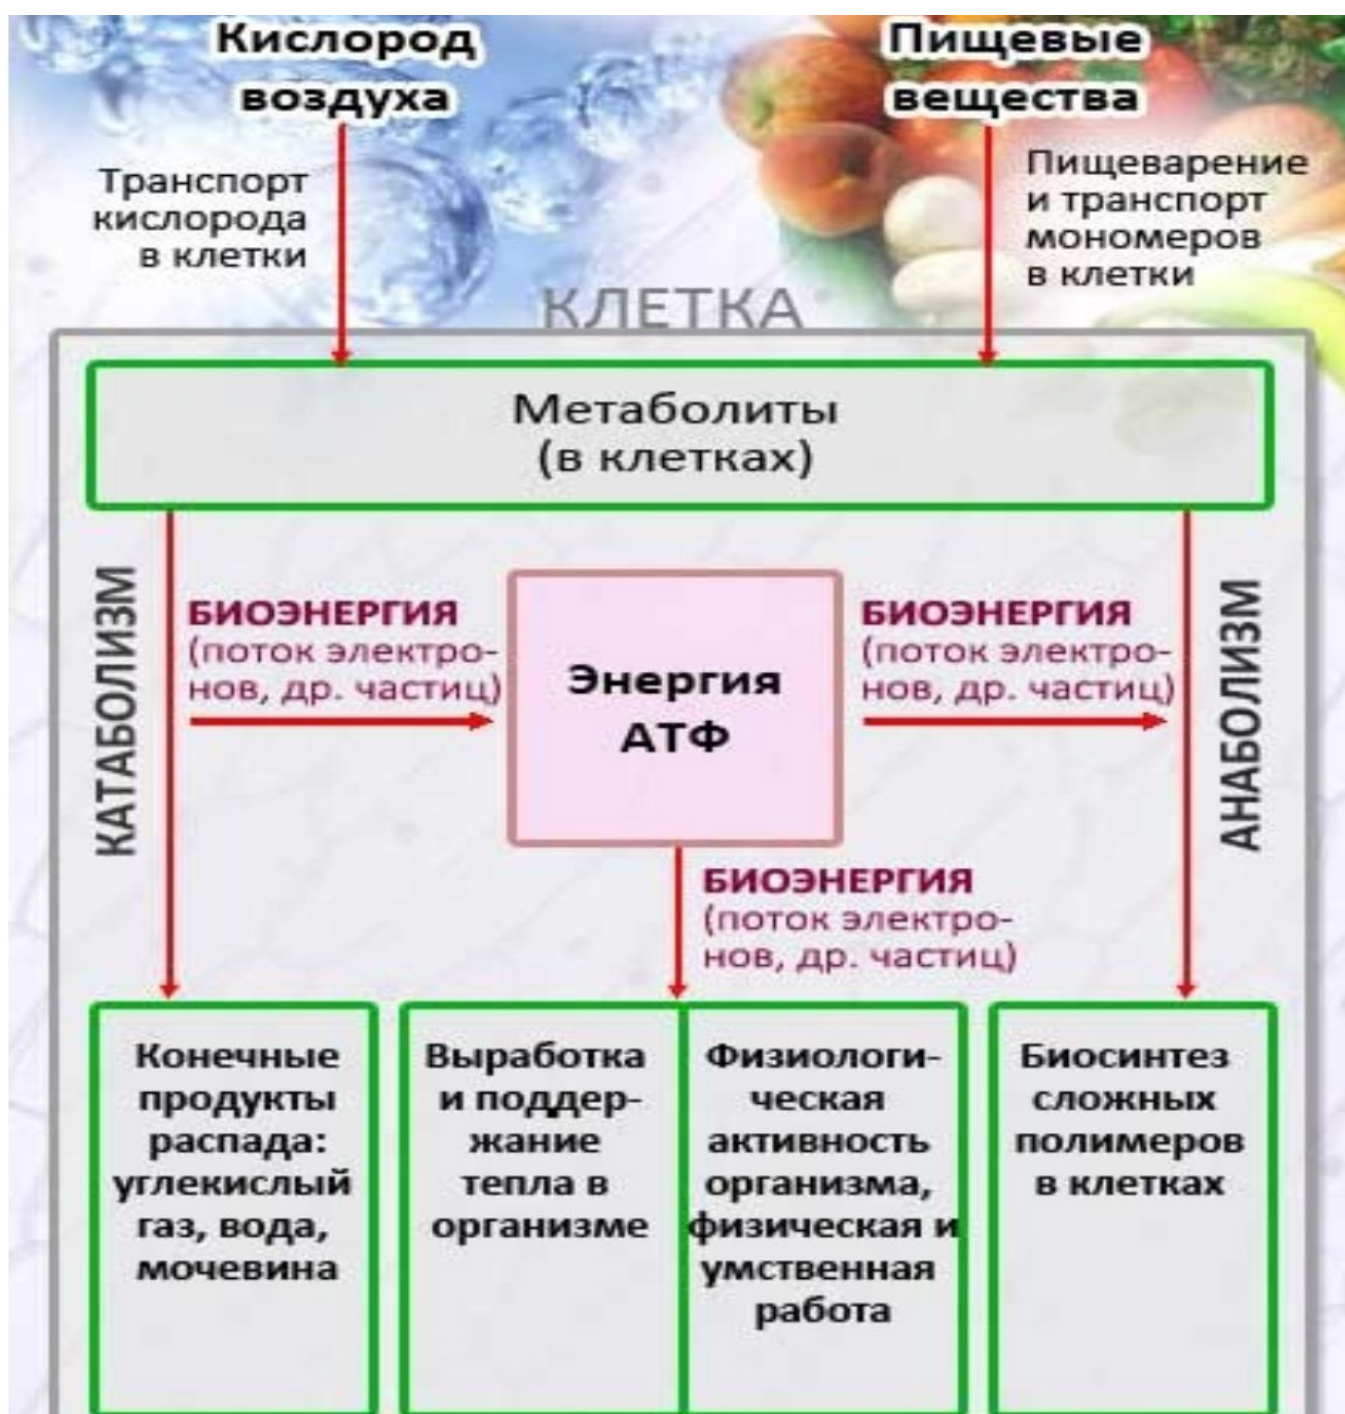 Кислород
воздуха
Пищевые
вещества
Транспорт
кислорода
в клетки
Пищеварение
и транспорт
мономеров
в клетки
КЛЕТКА
Метаболиты
(в клетках)
КАТАБОЛИЗМ
БИОЭНЕРГИЯ
(поток электро-
нов, др. частиц)
Энергия
АТФ
БИОЭНЕРГИЯ
(поток электро-
нов, др. частиц)
АНАБОЛИЗМ
БИОЭНЕРГИЯ
(поток электро-
нов, др. частиц)
Конечные
продукты
распада:
углекислый
газ, вода,
мочевина
Выработка
и поддер-
жание
тепла в
организме
Физиологи-
ческая
активность
организма,
физическая и
умственная
работа
Биосинтез
сложных
полимеров
в клетках